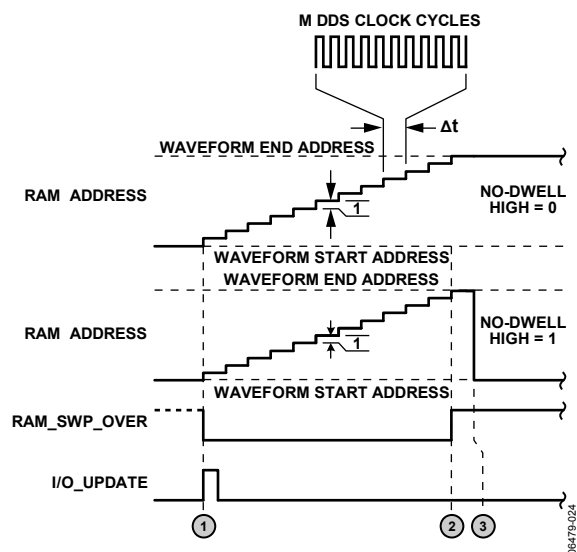 M DDS CLOCK CYCLES
Δt
WAVEFORM END ADDRESS
RAM ADDRESS
1
NO-DWELL
HIGH = 0
WAVEFORM START ADDRESS
WAVEFORM END ADDRESS
RAM ADDRESS
1
NO-DWELL
HIGH = 1
WAVEFORM START ADDRESS
RAM_SWP_OVER
I/O_UPDATE
1
2
3
06479-024